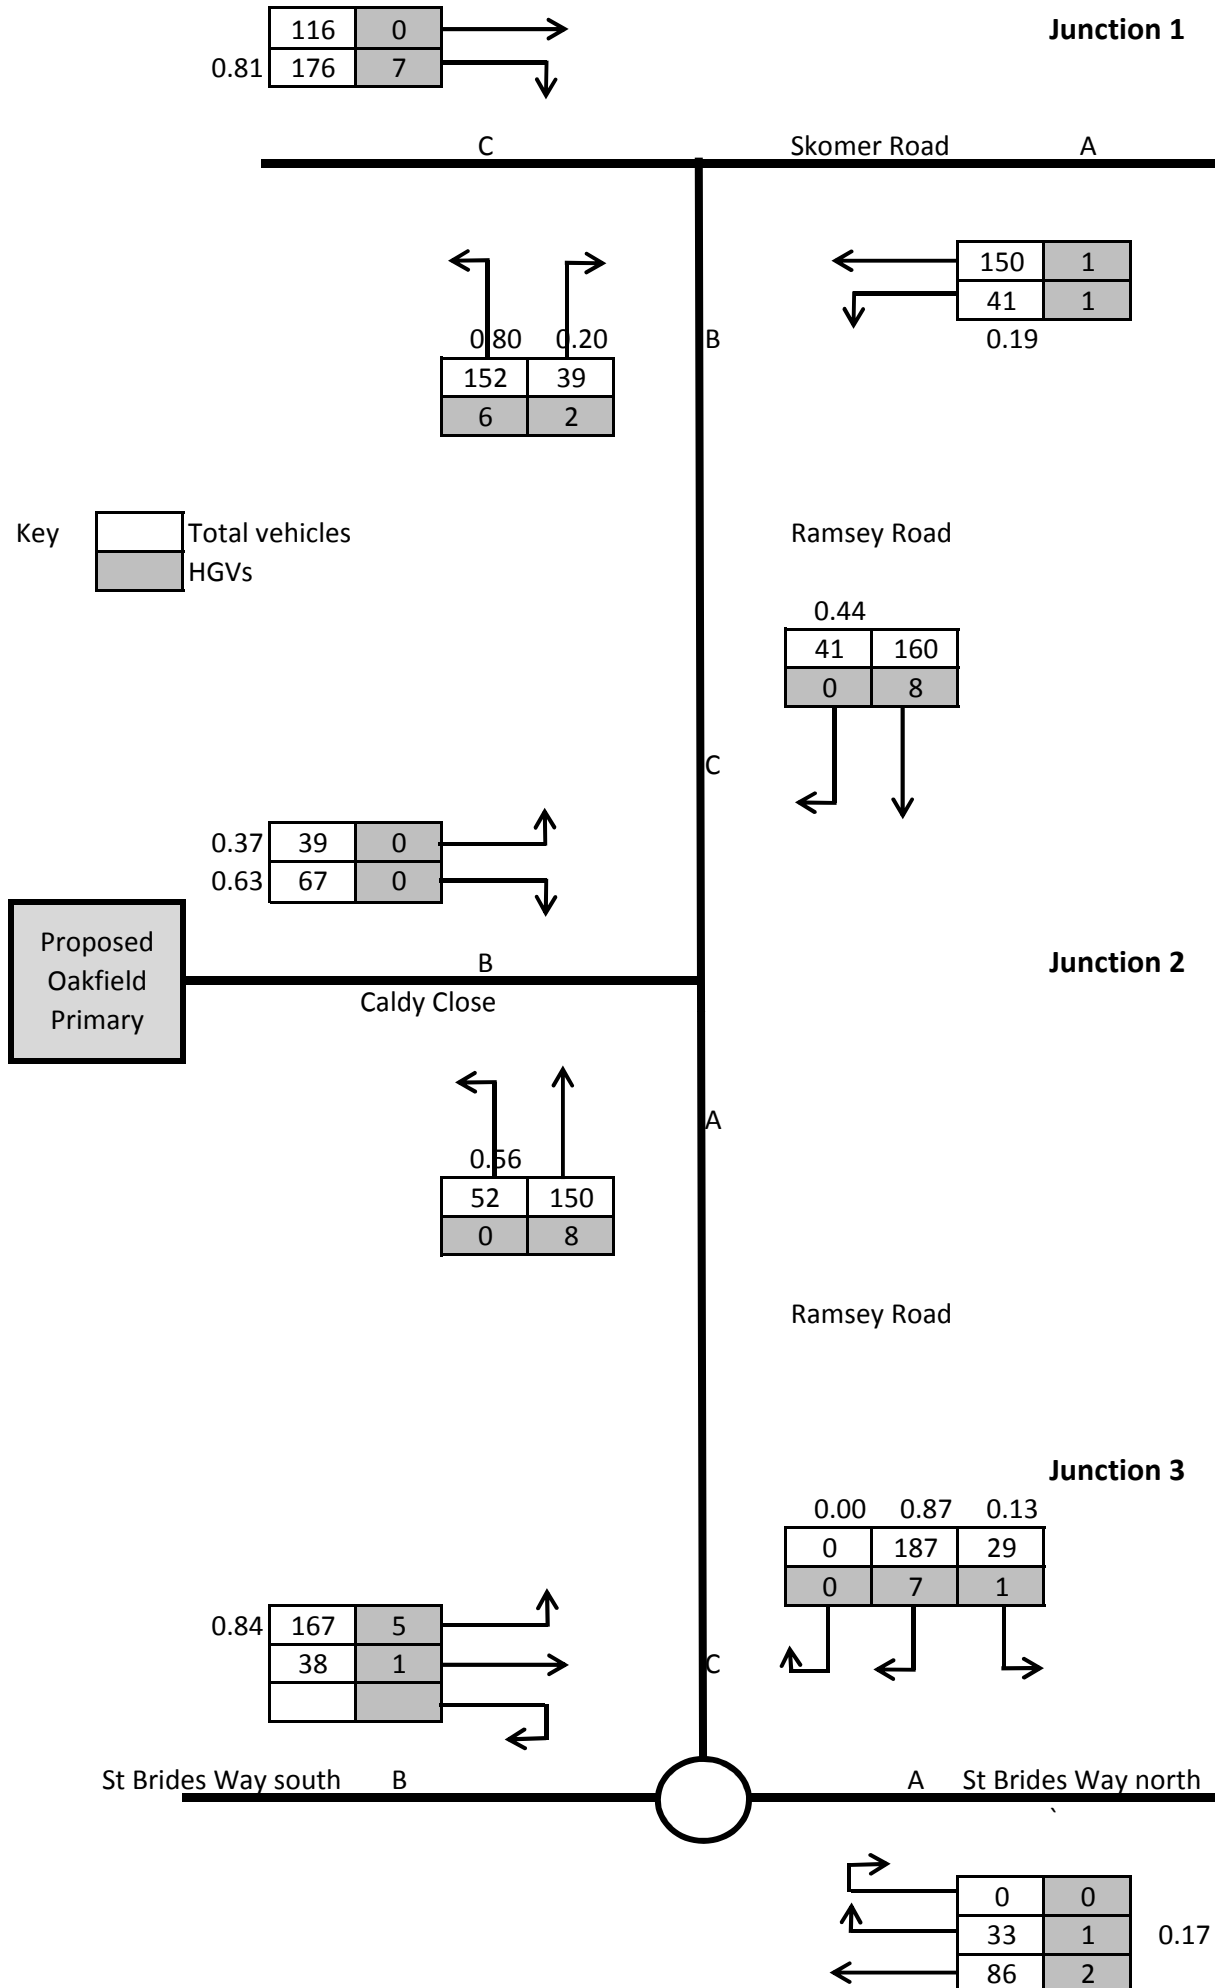 116 0 Junction 1
0.81 176 7
C Skomer Road A
150 1
41 1
0.80 0.20 B 0.19
152 39
6 2
Key Total vehicles Ramsey Road
HGVs
0.44
41 160
0 8
C
0.37 39 0
0.63 67 0
Proposed
Oakfield
Primary
B Junction 2
Caldy Close
A
0.56
52 150
0 8
Ramsey Road
Junction 3
0.00 0.87 0.13
0 187 29
0 7 1
0.84 167 5
38 1 C
St Brides Way south B A St Brides Way north
`
0 0
33 1 0.17
86 2